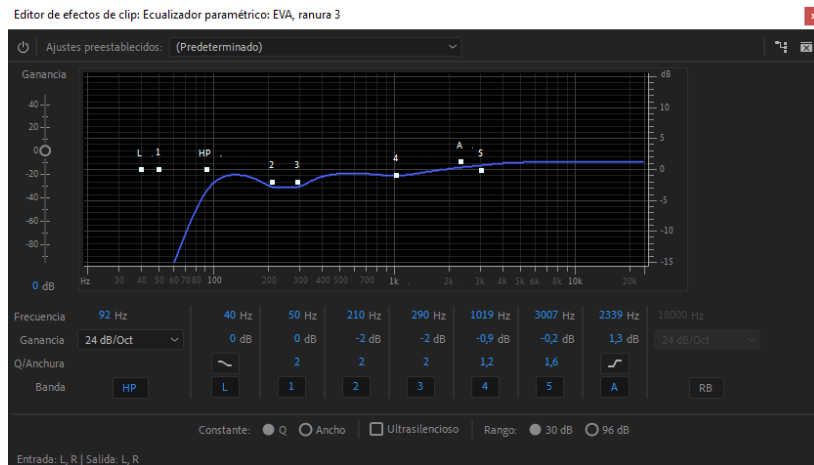 Editor de efectos de clip: Ecualizador paramétrico: EVA, ranura 3
Ajustes preestablecidos: (Predeterminado)
Ganancia
dB
40
20
0
-20
-40
-60
-80
0 dB
L 1 HP 2 3 4 A 5
10
5
0
-5
-10
-15
Hz 30 40 50 60 70 80 100 200 300 400 500 700 1k 2k 3k 4k 5k 6k 8k 10k 20k
Frecuencia 92 Hz 40 Hz 50 Hz 210 Hz 290 Hz 1019 Hz 3007 Hz 2339 Hz 18000 Hz
Ganancia 24 dB/Oct 0 dB 0 dB -2 dB -2 dB -0,9 dB -0,2 dB 1,3 dB 24 dB/Oct
Q/Anchura 2 2 2 1,2 1,6
Banda HP L 1 2 3 4 5 A RB
Constante: Q Ancho Ultrasilencioso Rango: 30 dB 96 dB
Entrada: L, R | Salida: L, R